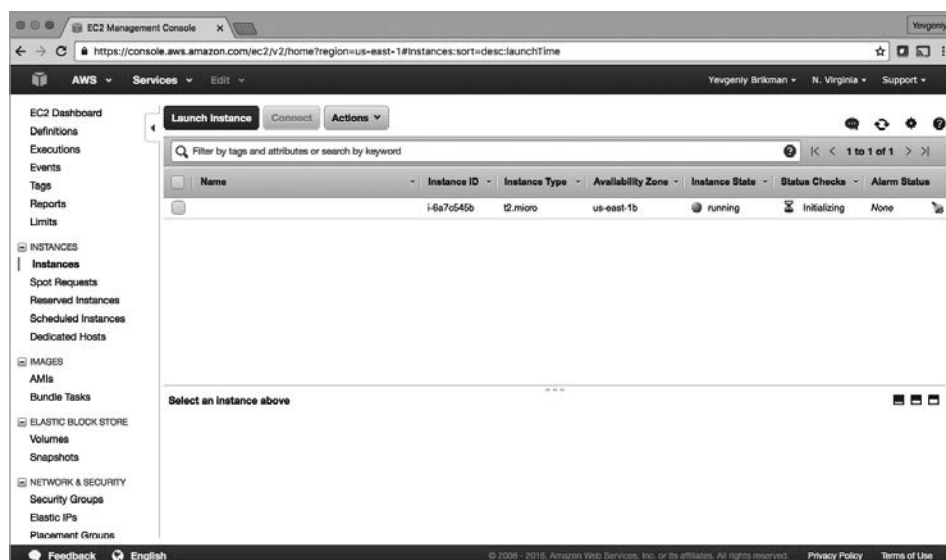 EC2 Management Console
Yevgeniy
https://console.aws.amazon.com/ec2/v2/home?region=us-east-1#Instances:sort=desc:launchTime
AWS Services Edit Yevgeniy Brikman N. Virginia Support
EC2 Dashboard
Definitions
Executions
Events
Tags
Reports
Limits
INSTANCES
Instances
Spot Requests
Reserved Instances
Scheduled Instances
Dedicated Hosts
IMAGES
AMIs
Bundle Tasks
ELASTIC BLOCK STORE
Volumes
Snapshots
NETWORK & SECURITY
Security Groups
Elastic IPs
Placement Groups
Launch Instance Connect Actions
Filter by tags and attributes or search by keyword 1 to 1 of 1
Name Instance ID Instance Type Availability Zone Instance State Status Checks Alarm Status
i-6a7c545b t2.micro us-east-1b running Initializing None
Select an instance above
Feedback English © 2008 - 2016, Amazon Web Services, Inc. or its affiliates. All rights reserved. Privacy Policy Terms of Use